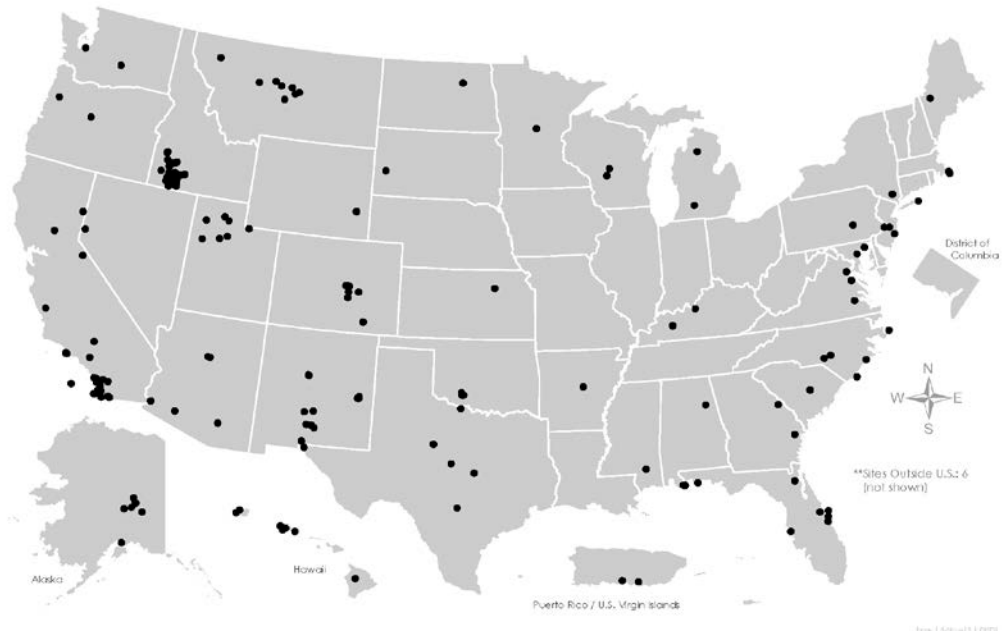 District of
Columbia
N
W E
S
**Sites Outside U.S.: 6
(not shown)
Alaska
Hawaii
Puerto Rico / U.S. Virgin Islands